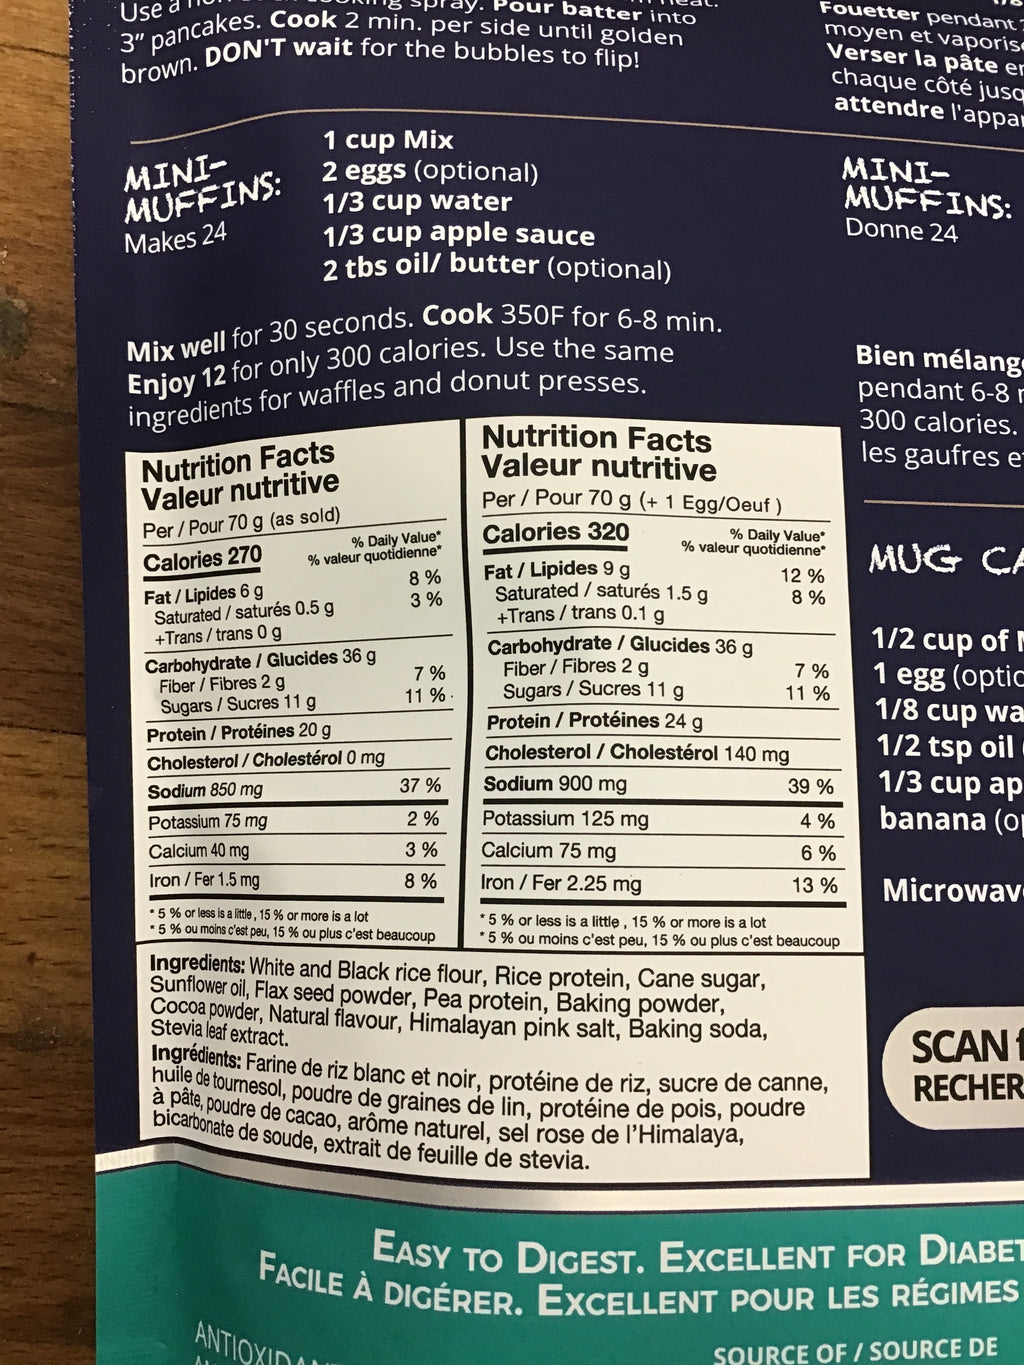 Use a
spray. Pour batter into
3" pancakes. Cook 2 min. per side until golden
brown. DON'T wait for the bubbles to flip!
MINI-
MUFFINS:
Makes 24
1 cup Mix
2 eggs (optional)
1/3 cup water
1/3 cup apple sauce
2 tbs oil/ butter (optional)
Mix well for 30 seconds. Cook 350F for 6-8 min.
Enjoy 12 for only 300 calories. Use the same
ingredients for waffles and donut presses.
Nutrition Facts
Valeur nutritive
Per / Pour 70 g (as sold)
Calories 270
% Daily Value*
% valeur quotidienne*
Fat / Lipides 6 g 8 %
Saturated / saturés 0.5 g 3 %
+Trans / trans 0 g
Carbohydrate / Glucides 36 g
Fiber / Fibres 2 g 7 %
Sugars / Sucres 11 g 11 %
Protein / Protéines 20 g
Cholesterol / Cholestérol 0 mg
Sodium 850 mg 37 %
Potassium 75 mg 2 %
Calcium 40 mg 3 %
Iron / Fer 1.5 mg 8 %
* 5 % or less is a little , 15 % or more is a lot
* 5 % ou moins c'est peu, 15 % ou plus c'est beaucoup
Nutrition Facts
Valeur nutritive
Per / Pour 70 g (+ 1 Egg/Oeuf )
Calories 320
% Daily Value*
% valeur quotidienne*
Fat / Lipides 9 g 12 %
Saturated / saturés 1.5 g 8 %
+Trans / trans 0.1 g
Carbohydrate / Glucides 36 g
Fiber / Fibres 2 g 7 %
Sugars / Sucres 11 g 11 %
Protein / Protéines 24 g
Cholesterol / Cholestérol 140 mg
Sodium 900 mg 39 %
Potassium 125 mg 4 %
Calcium 75 mg 6 %
Iron / Fer 2.25 mg 13 %
* 5 % or less is a little , 15 % or more is a lot
* 5 % ou moins c'est peu, 15 % ou plus c'est beaucoup
Ingredients: White and Black rice flour, Rice protein, Cane sugar,
Sunflower oil, Flax seed powder, Pea protein, Baking powder,
Cocoa powder, Natural flavour, Himalayan pink salt, Baking soda,
Stevia leaf extract.
Ingrédients: Farine de riz blanc et noir, protéine de riz, sucre de canne,
huile de tournesol, poudre de graines de lin, protéine de pois, poudre
à pâte, poudre de cacao, arôme naturel, sel rose de l'Himalaya,
bicarbonate de soude, extrait de feuille de stevia.
Fouetter pendant
moyen et
Verser la pâte
chaque côté
attendre
MINI-
MUFFINS:
Donne 24
Bien
pendant 6-8
300 calories.
les gaufres
MUG
1/2 cup of
1 egg
1/8 cup
1/2 tsp oil
1/3 cup
banana
SCAN
EASY TO DIGEST. EXCELLENT FOR
FACILE À DIGÉRER. EXCELLENT POUR LES RÉGIMES
SOURCE OF / SOURCE DE